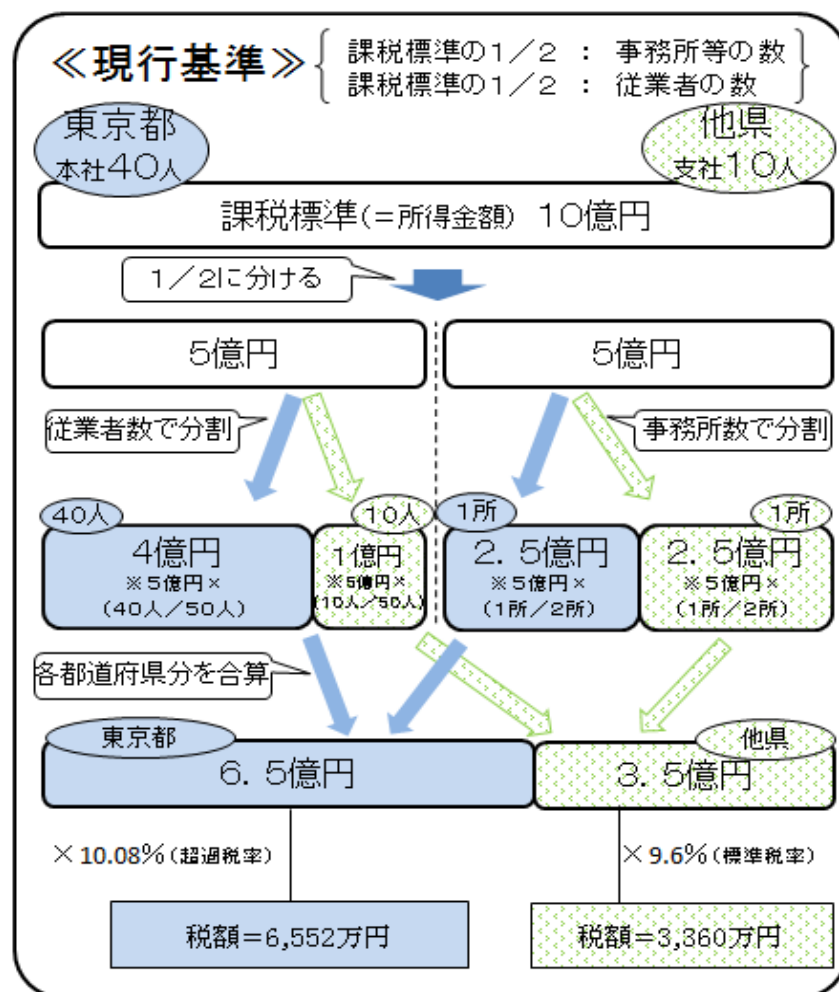 ≪現行基準≫
課税標準の1／2 ： 事務所等の数
課税標準の1／2 ： 従業者の数
東京都
本社40人
他県
支社10人
課税標準(=所得金額) 10億円
1／2に分ける
5億円
5億円
従業者数で分割
事務所数で分割
40人
10人
1所
1所
4億円
※5億円×
(40人／50人)
1億円
※5億円×
(10人／50人)
2．5億円
※5億円×
(1所／2所)
2．5億円
※5億円×
(1所／2所)
各都道府県分を合算
東京都
他県
6．5億円
3．5億円
×10.08%(超過税率)
×9.6%(標準税率)
税額=6,552万円
税額=3,360万円